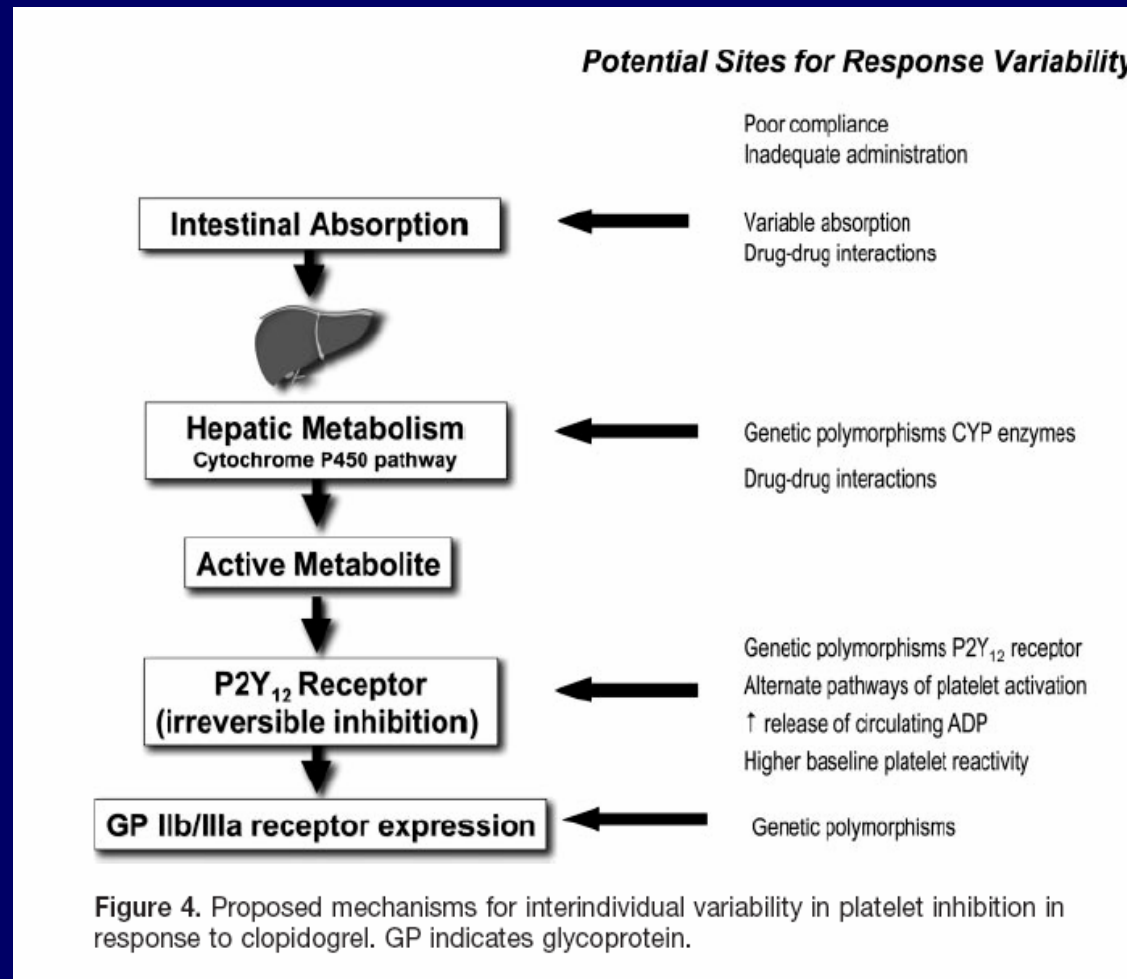 Potential Sites for Response Variability
Poor compliance
Inadequate administration
Intestinal Absorption
Variable absorption
Drug-drug interactions
Hepatic Metabolism
Cytochrome P450 pathway
Genetic polymorphisms CYP enzymes
Drug-drug interactions
Active Metabolite
P2Y₁₂ Receptor
(irreversible inhibition)
Genetic polymorphisms P2Y₁₂ receptor
Alternate pathways of platelet activation
↑ release of circulating ADP
Higher baseline platelet reactivity
GP IIb/IIIa receptor expression
Genetic polymorphisms
Figure 4. Proposed mechanisms for interindividual variability in platelet inhibition in
response to clopidogrel. GP indicates glycoprotein.